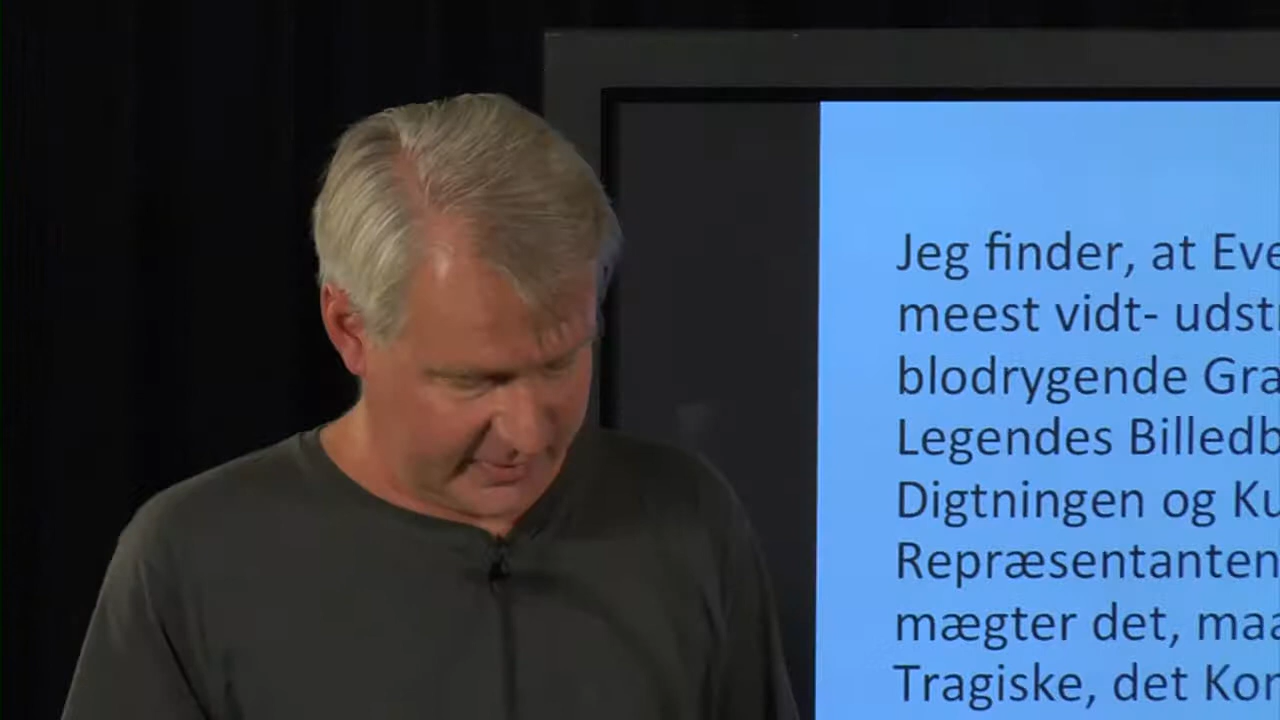 Jeg finder, at Eve
meest vidt- udst
blodrygende Gra
Legendes Billedb
Digtningen og Ku
Repræsentanten
mægter det, maa
Tragiske, det Kom